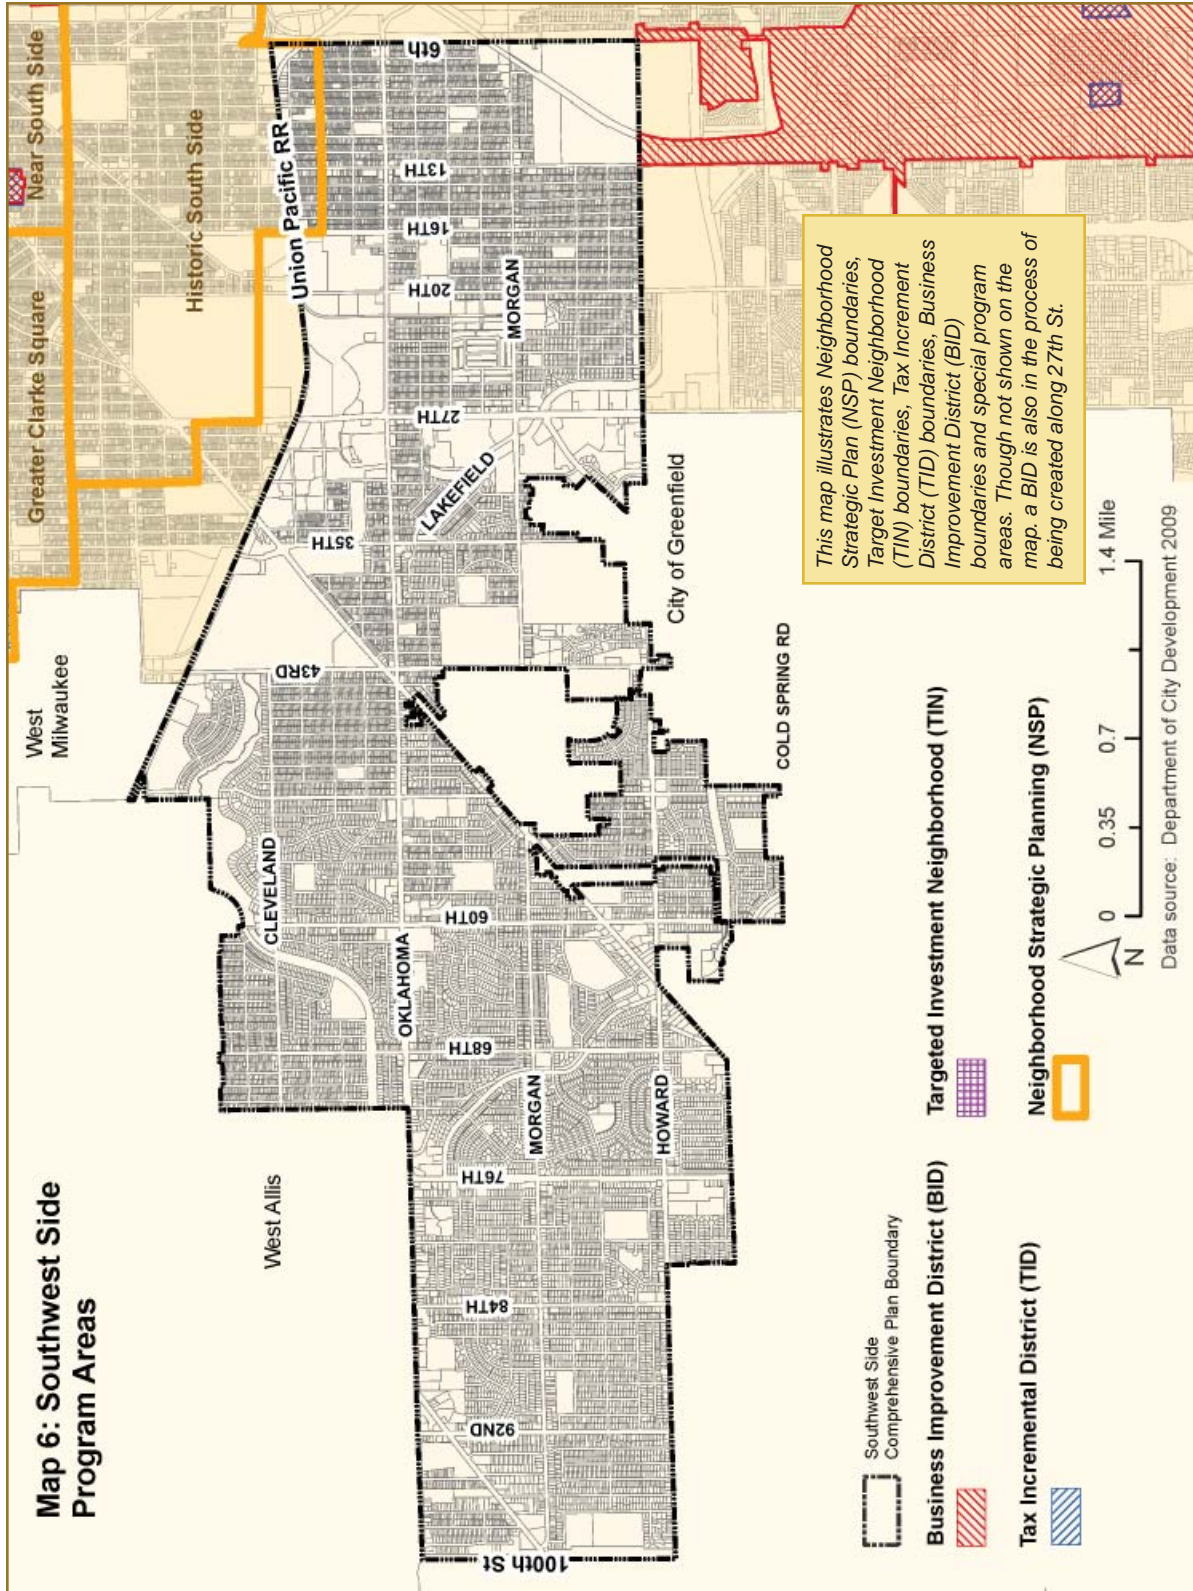 Map 6: Southwest Side
Program Areas
West
Milwaukee
Greater Clarke Square
Near South Side
Historic South Side
Union Pacific RR
West Allis
CLEVELAND
43RD
35TH
27TH
20TH
16TH
13TH
6th
OKLAHOMA
LAKEFIELD
MORGAN
60TH
68TH
76TH
84TH
92ND
100th St
MORGAN
HOWARD
City of Greenfield
COLD SPRING RD
This map illustrates Neighborhood
Strategic Plan (NSP) boundaries,
Target Investment Neighborhood
(TIN) boundaries, Tax Increment
District (TID) boundaries, Business
Improvement District (BID)
boundaries and special program
areas. Though not shown on the
map, a BID is also in the process of
being created along 27th St.
Southwest Side
Comprehensive Plan Boundary
Business Improvement District (BID)
Tax Incremental District (TID)
Targeted Investment Neighborhood (TIN)
Neighborhood Strategic Planning (NSP)
N
0 0.35 0.7 1.4 Mile
Data source: Department of City Development 2009